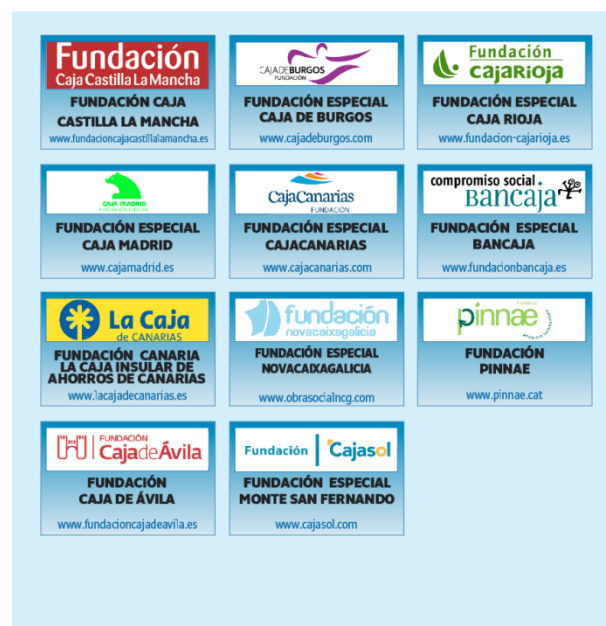 Fundación
Caja Castilla La Mancha
FUNDACIÓN CAJA
CASTILLA LA MANCHA
www.fundacioncajacastillalamancha.es
CAJADEBURGOS
FUNDACIÓN
FUNDACIÓN ESPECIAL
CAJA DE BURGOS
www.cajadeburgos.com
Fundación
cajaRioja
FUNDACIÓN ESPECIAL
CAJA RIOJA
www.fundacion-cajarioja.es
CAJA MADRID
FUNDACIÓN ESPECIAL
CAJA MADRID
www.cajamadrid.es
CajaCanarias
FUNDACIÓN
FUNDACIÓN ESPECIAL
CAJACANARIAS
www.cajacanarias.com
compromiso social
Bancaja
FUNDACIÓN ESPECIAL
BANCAJA
www.fundacionbancaja.es
La Caja
de CANARIAS
FUNDACIÓN CANARIA
LA CAJA INSULAR DE
AHORROS DE CANARIAS
www.lacajadecanarias.es
fundación
novacaixagalicia
FUNDACIÓN ESPECIAL
NOVACAIXAGALICIA
www.obrasocialncg.com
pinnae
FUNDACIÓN
PINNAE
www.pinnae.cat
FUNDACIÓN
CajadeÁvila
FUNDACIÓN
CAJA DE ÁVILA
www.fundacioncajadeavila.es
Fundación
Cajasol
FUNDACIÓN ESPECIAL
MONTE SAN FERNANDO
www.cajasol.com